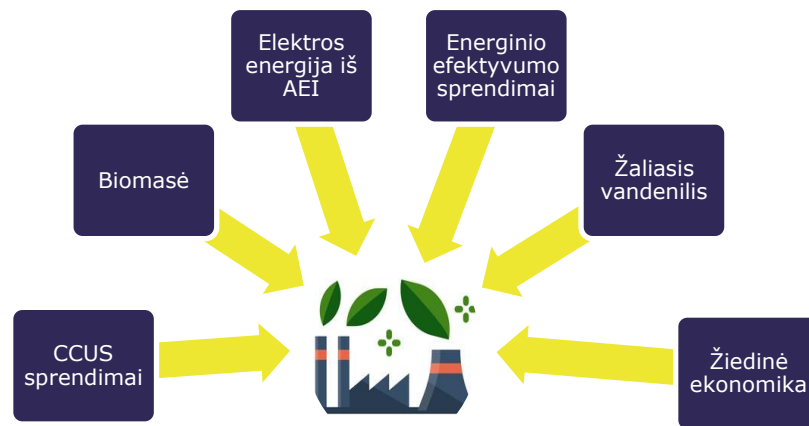 Elektros
energija iš
AEI
Energinio
efektyvumo
sprendimai
Biomasė
Žaliasis
vandenilis
CCUS
sprendimai
Žiedinė
ekonomika